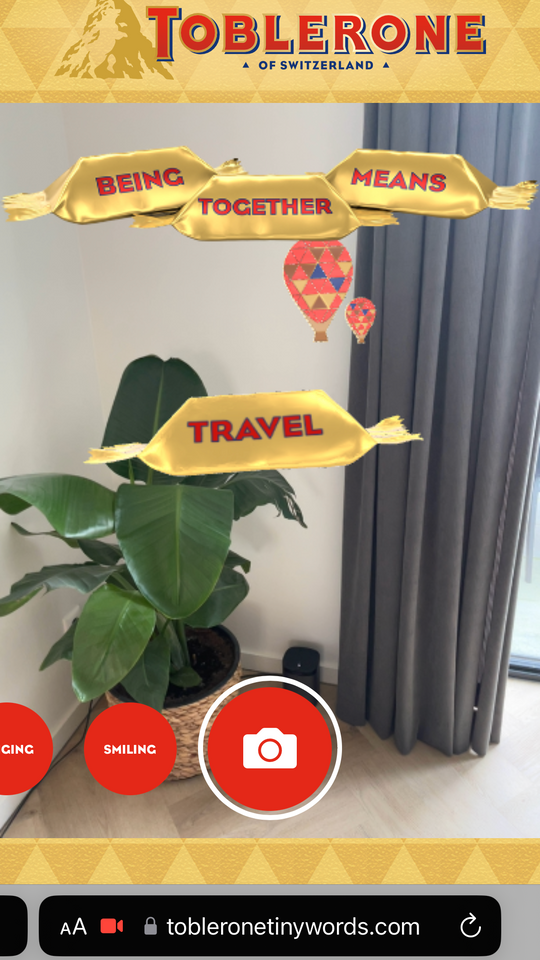 TOBLERONE
OF SWITZERLAND
BEING
TOGETHER
MEANS
TRAVEL
GING
SMILING
AA
tobleronetinywords.com